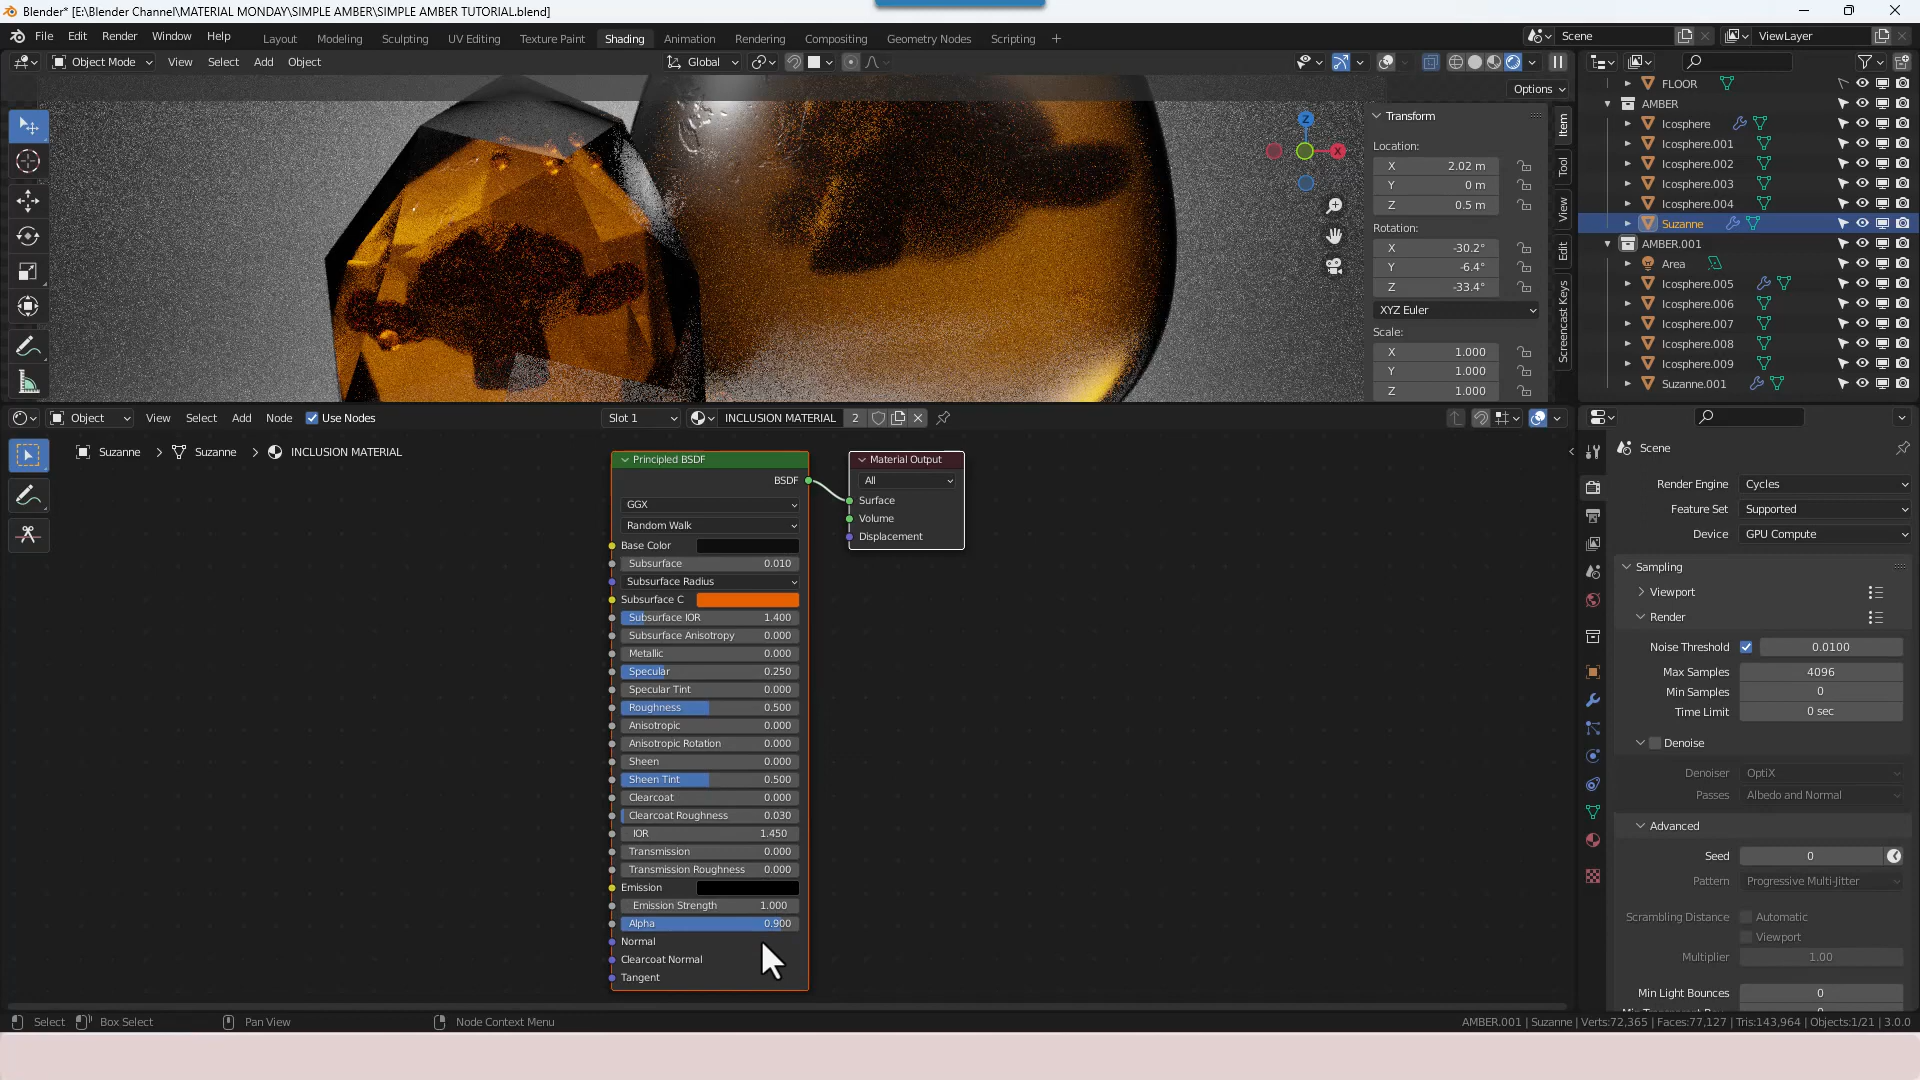 Blender* [E:\Blender Channel\MATERIAL MONDAY\SIMPLE AMBER\SIMPLE AMBER TUTORIAL.blend]
File Edit Render Window Help Layout Modeling Sculpting UV Editing Texture Paint Shading Animation Rendering Compositing Geometry Nodes Scripting + Scene ViewLayer
Object Mode View Select Add Object Global
Options
FLOOR
AMBER
Icosphere
Icosphere.001
Icosphere.002
Icosphere.003
Icosphere.004
Suzanne
AMBER.001
Area
Icosphere.005
Icosphere.006
Icosphere.007
Icosphere.008
Icosphere.009
Suzanne.001
Z
X
Transform
Location:
X 2.02 m
Y 0 m
Z 0.5 m
Rotation:
X -30.2°
Y -6.4°
Z -33.4°
XYZ Euler
Scale:
X 1.000
Y 1.000
Z 1.000
Item
Tool
View
Edit
Screencast Keys
Object View Select Add Node Use Nodes Slot 1 INCLUSION MATERIAL 2
Suzanne > Suzanne > INCLUSION MATERIAL
Principled BSDF
BSDF
GGX
Random Walk
Base Color
Subsurface 0.010
Subsurface Radius
Subsurface C
Subsurface IOR 1.400
Subsurface Anisotropy 0.000
Metallic 0.000
Specular 0.250
Specular Tint 0.000
Roughness 0.500
Anisotropic 0.000
Anisotropic Rotation 0.000
Sheen 0.000
Sheen Tint 0.500
Clearcoat 0.000
Clearcoat Roughness 0.030
IOR 1.450
Transmission 0.000
Transmission Roughness 0.000
Emission
Emission Strength 1.000
Alpha 0.900
Normal
Clearcoat Normal
Tangent
Material Output
All
Surface
Volume
Displacement
Scene
Render Engine Cycles
Feature Set Supported
Device GPU Compute
Sampling
Viewport
Render
Noise Threshold 0.0100
Max Samples 4096
Min Samples 0
Time Limit 0 sec
Denoise
Denoiser OptiX
Passes Albedo and Normal
Advanced
Seed 0
Pattern Progressive Multi-Jitter
Scrambling Distance Automatic
Viewport
Multiplier 1.00
Min Light Bounces 0
Select Box Select Pan View Node Context Menu AMBER.001 | Suzanne | Verts:72,365 | Faces:77,127 | Tris:143,964 | Objects:1/21 | 3.0.0